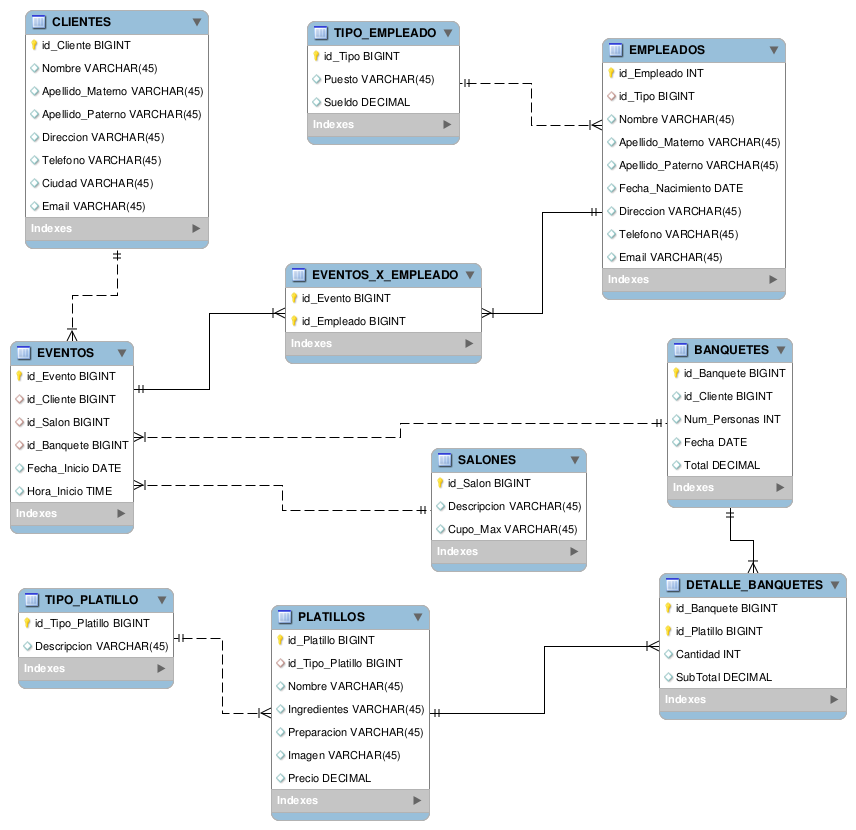 CLIENTES
id_Cliente BIGINT
Nombre VARCHAR(45)
Apellido_Materno VARCHAR(45)
Apellido_Paterno VARCHAR(45)
Direccion VARCHAR(45)
Telefono VARCHAR(45)
Ciudad VARCHAR(45)
Email VARCHAR(45)
Indexes
TIPO_EMPLEADO
id_Tipo BIGINT
Puesto VARCHAR(45)
Sueldo DECIMAL
Indexes
EMPLEADOS
id_Empleado INT
id_Tipo BIGINT
Nombre VARCHAR(45)
Apellido_Materno VARCHAR(45)
Apellido_Paterno VARCHAR(45)
Fecha_Nacimiento DATE
Direccion VARCHAR(45)
Telefono VARCHAR(45)
Email VARCHAR(45)
Indexes
EVENTOS_X_EMPLEADO
id_Evento BIGINT
id_Empleado BIGINT
Indexes
EVENTOS
id_Evento BIGINT
id_Cliente BIGINT
id_Salon BIGINT
id_Banquete BIGINT
Fecha_Inicio DATE
Hora_Inicio TIME
Indexes
BANQUETES
id_Banquete BIGINT
id_Cliente BIGINT
Num_Personas INT
Fecha DATE
Total DECIMAL
Indexes
SALONES
id_Salon BIGINT
Descripcion VARCHAR(45)
Cupo_Max VARCHAR(45)
Indexes
TIPO_PLATILLO
id_Tipo_Platillo BIGINT
Descripcion VARCHAR(45)
Indexes
PLATILLOS
id_Platillo BIGINT
id_Tipo_Platillo BIGINT
Nombre VARCHAR(45)
Ingredientes VARCHAR(45)
Preparacion VARCHAR(45)
Imagen VARCHAR(45)
Precio DECIMAL
Indexes
DETALLE_BANQUETES
id_Banquete BIGINT
id_Platillo BIGINT
Cantidad INT
SubTotal DECIMAL
Indexes